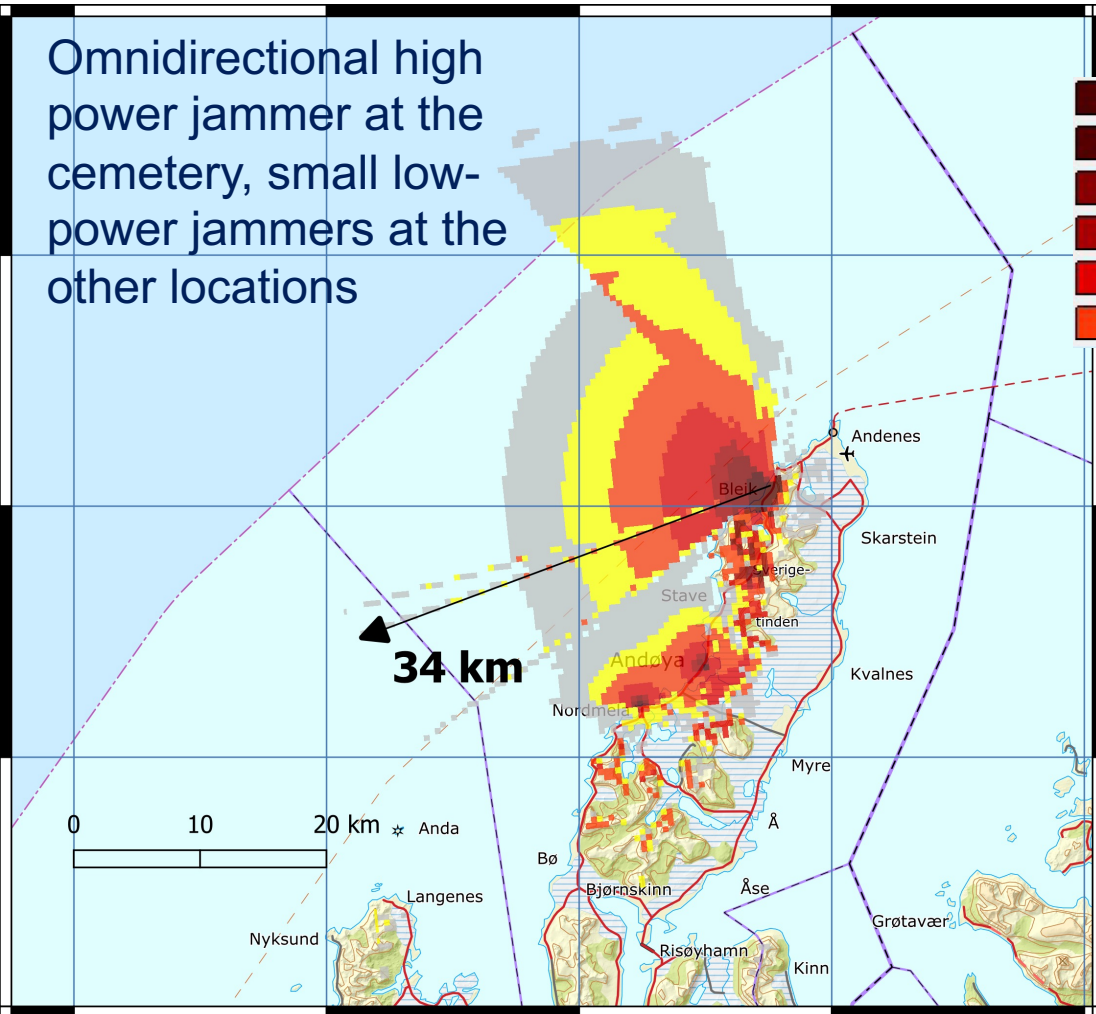 Omnidirectional high
power jammer at the
cemetery, small low-
power jammers at the
other locations
Andenes
Bleik
Skarstein
Sverige-
Stave
tinden
34 km
Andøya
Kvalnes
Nordmela
Myre
0 10 20 km
Anda
Å
Bø
Bjørnskinn
Åse
Langenes
Grøtavær
Nyksund
Risøyhamn
Kinn